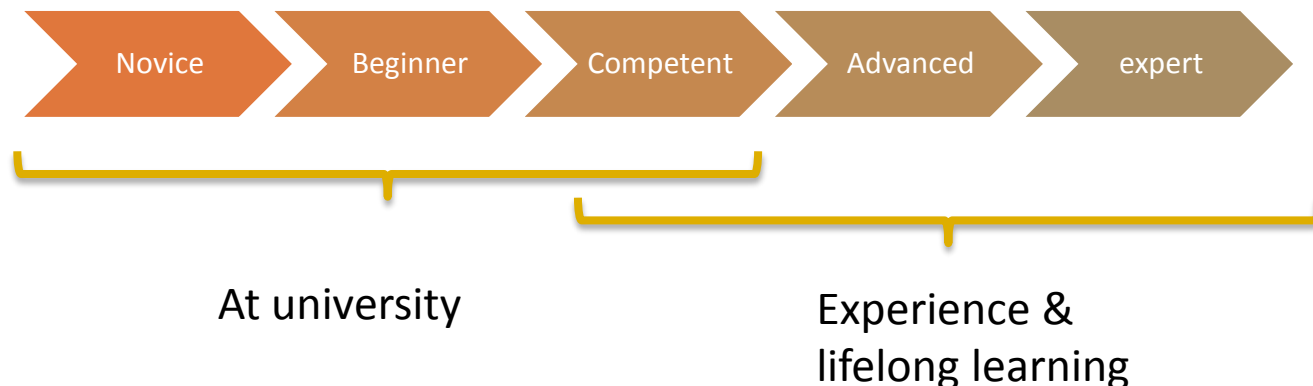 Novice
Beginner
Competent
Advanced
expert
At university
Experience &
lifelong learning